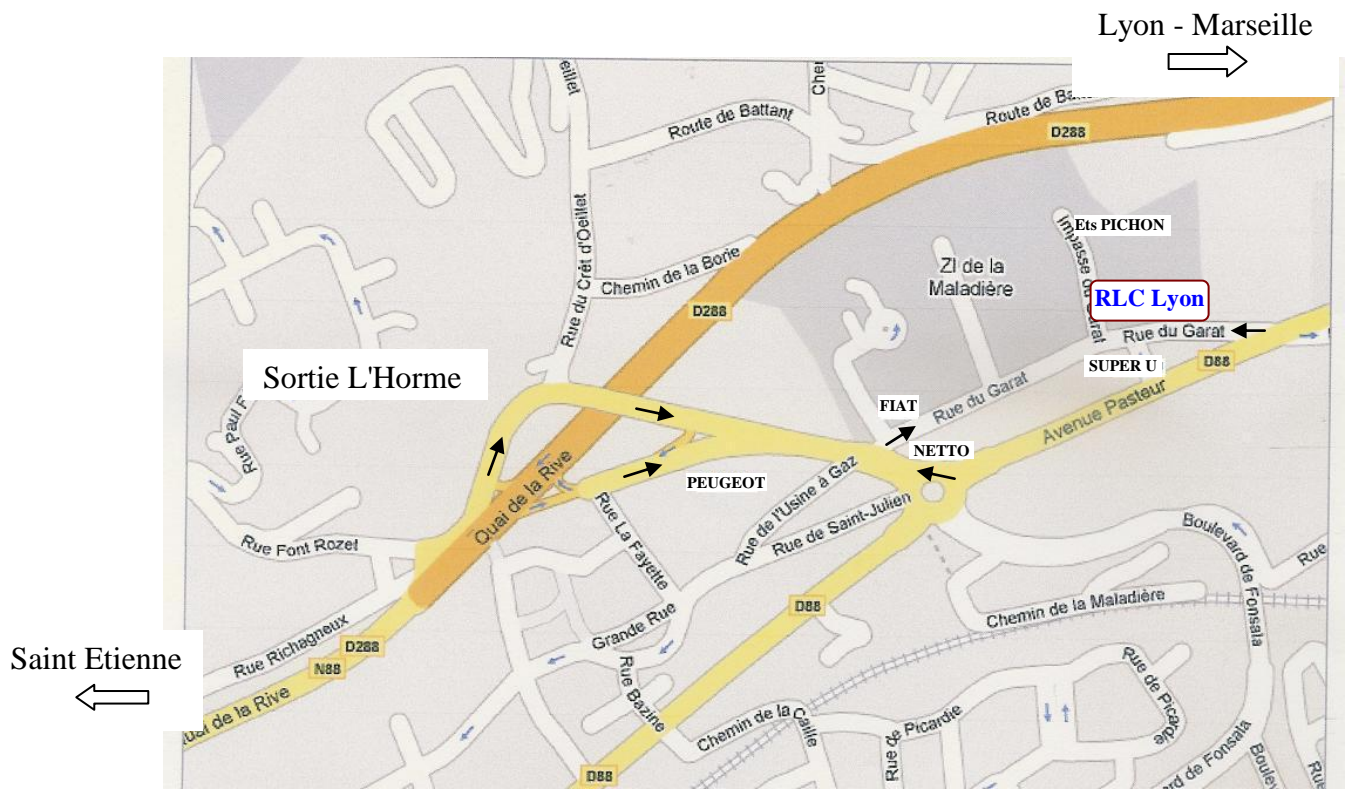 Lyon - Marseille
Route de Battant
D288
Ets PICHON
Rue du Crêt d'Oeillet
Chemin de la Borie
ZI de la
Maladière
D288
RLC Lyon
Rue du Garat
SUPER U
D88
Sortie L'Horme
FIAT
Rue du Garat
Avenue Pasteur
NETTO
PEUGEOT
Quai de la Rive
Rue de l'Usine à Gaz
Rue de Saint-Julien
Rue La Fayette
Rue Font Rozet
Boulevard de Fonsala
Rue
D88
Chemin de la Maladière
Grande Rue
Rue Richagneux
D288
N88
Saint Etienne
de la Rive
Rue Bazine
Chemin de la Caille
Rue de Picardie
Rue de Picardie
de Fonsala
D88